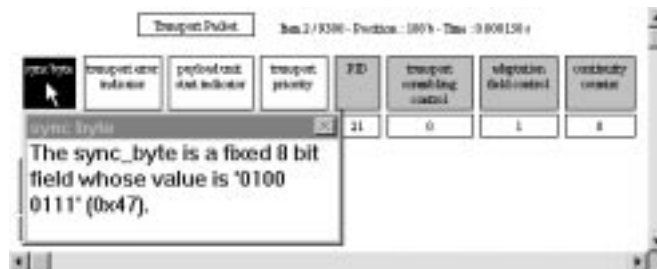 Transport Packet
Item 2 / 9300 - Position : 188 h - Time : 0.000150 s
sync byte
transport error
indicator
payload unit
start indicator
transport
priority
PID
transport
scrambling
control
adaptation
field control
continuity
counter
sync byte
21
0
1
8
The sync_byte is a fixed 8 bit
field whose value is '0100
0111' (0x47).